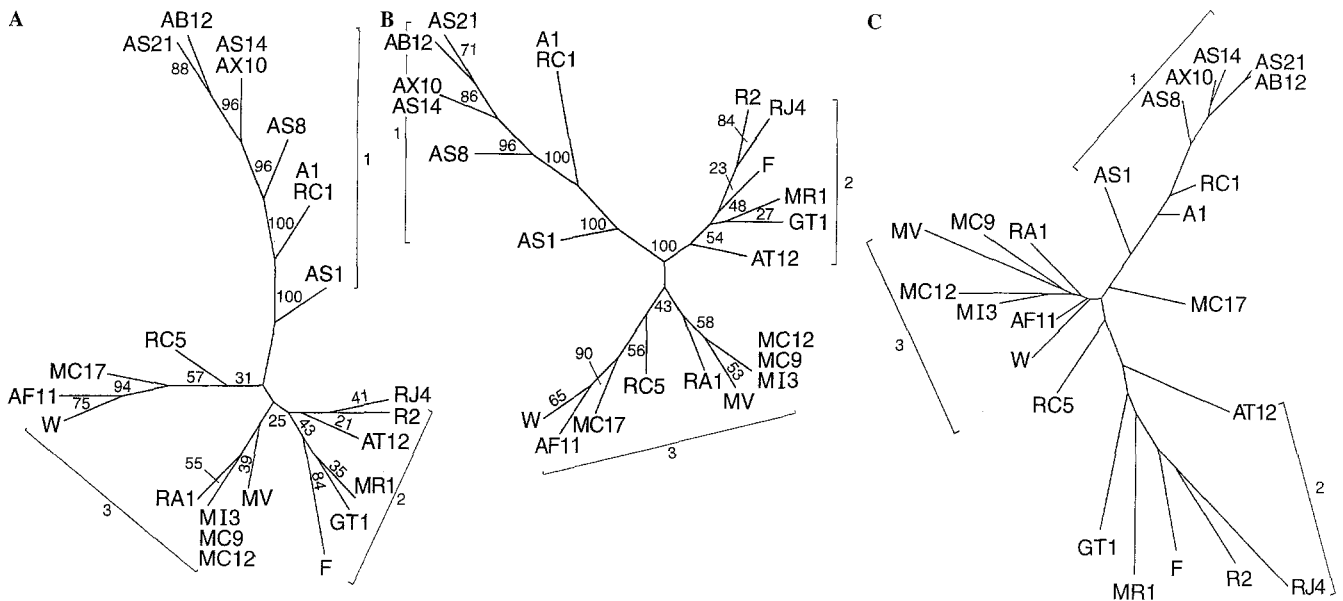 A
AB12
AS21
AS14
AX10
88
96
AS8
96
A1
RC1
100
AS1
100
1
RC5
MC17
57
31
AF11
94
75
W
41
RJ4
R2
25
43
21
AT12
55
39
84
35
MR1
2
RA1
MV
GT1
3
MI3
MC9
MC12
F
B
AS21
AB12
71
A1
RC1
AX10
AS14
86
R2
RJ4
84
1
AS8
96
100
23
F
2
48
MR1
27
GT1
AS1
100
100
54
AT12
43
58
MC12
MC9
MI3
90
56
RC5
RA1
53
MV
65
W
AF11
MC17
3
C
1
AS14
AS21
AX10
AB12
AS8
AS1
RC1
A1
MV
MC9
RA1
MC12
MI3
AF11
MC17
W
3
RC5
AT12
2
GT1
MR1
F
R2
RJ4